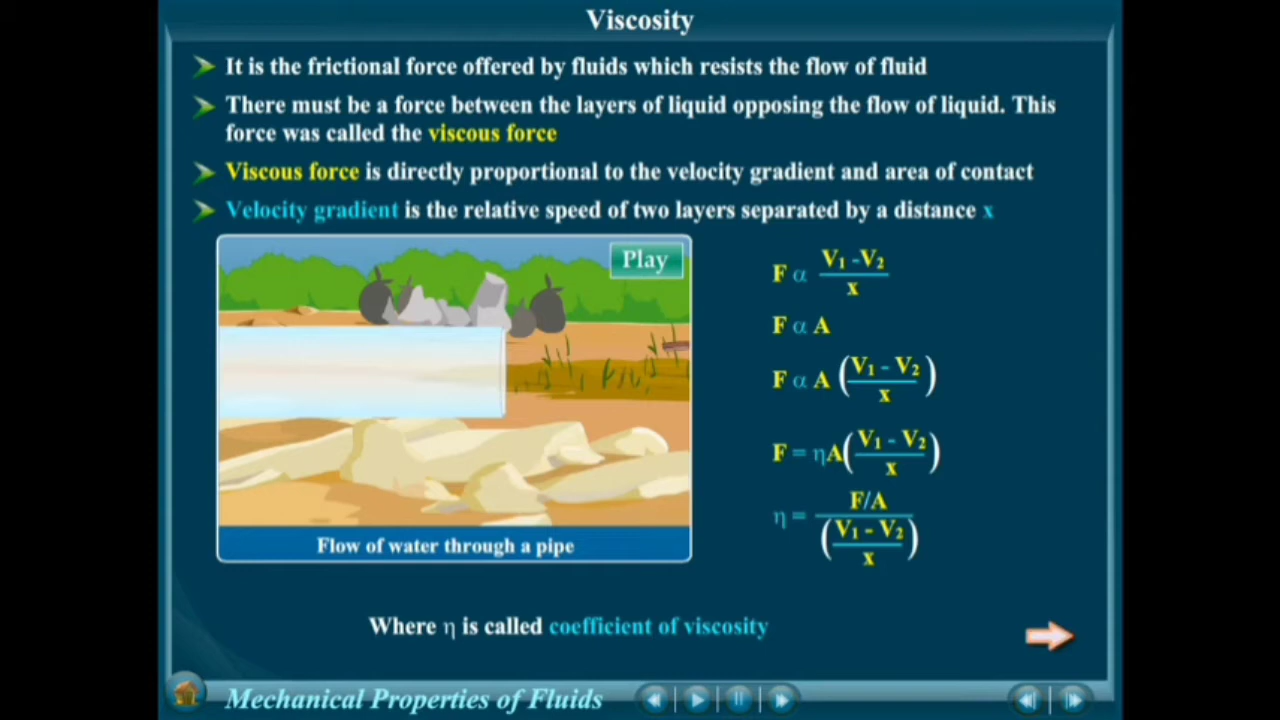 Viscosity
It is the frictional force offered by fluids which resists the flow of fluid
There must be a force between the layers of liquid opposing the flow of liquid. This
force was called the viscous force
Viscous force is directly proportional to the velocity gradient and area of contact
Velocity gradient is the relative speed of two layers separated by a distance x
Play
F α (V₁ - V₂)/x
F α A
F α A ((V₁ - V₂)/x)
F = ηA((V₁ - V₂)/x)
η = (F/A)/((V₁ - V₂)/x)
Flow of water through a pipe
Where η is called coefficient of viscosity
Mechanical Properties of Fluids